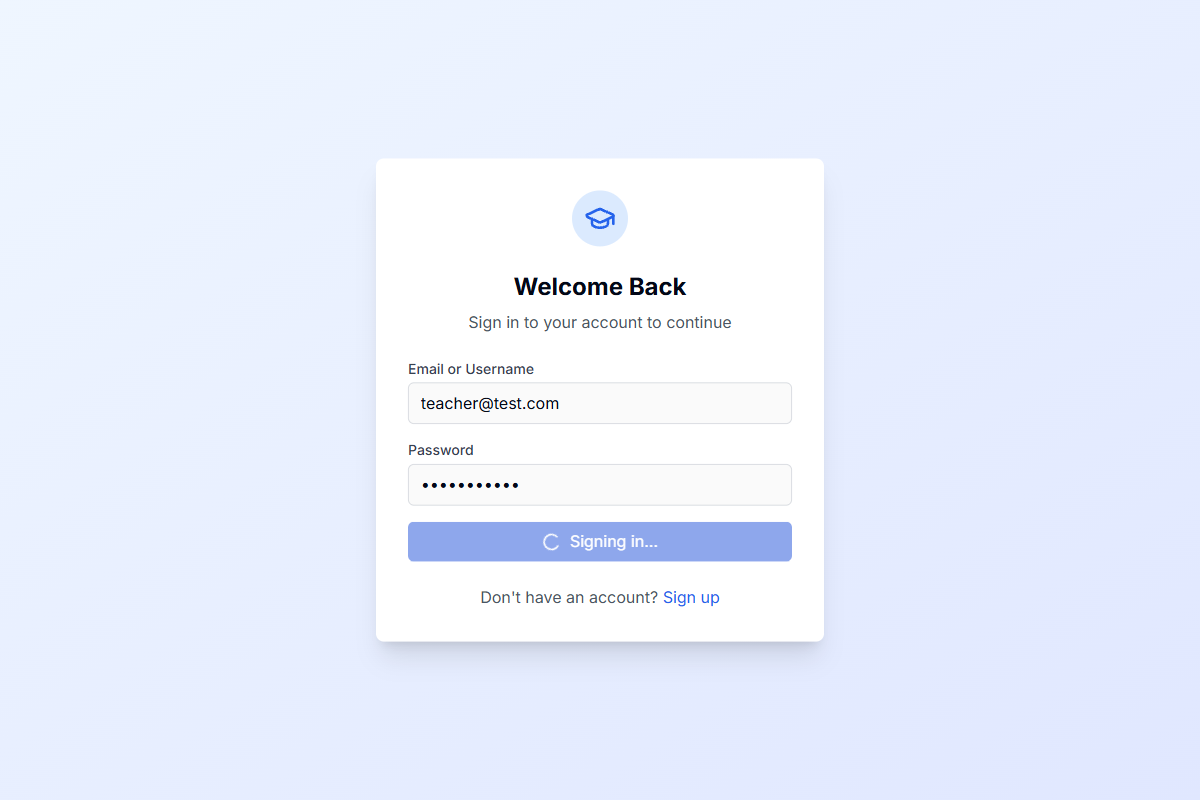 Welcome Back
Sign in to your account to continue
Email or Username
teacher@test.com
Password
•••••••••••
Signing in...
Don't have an account? Sign up